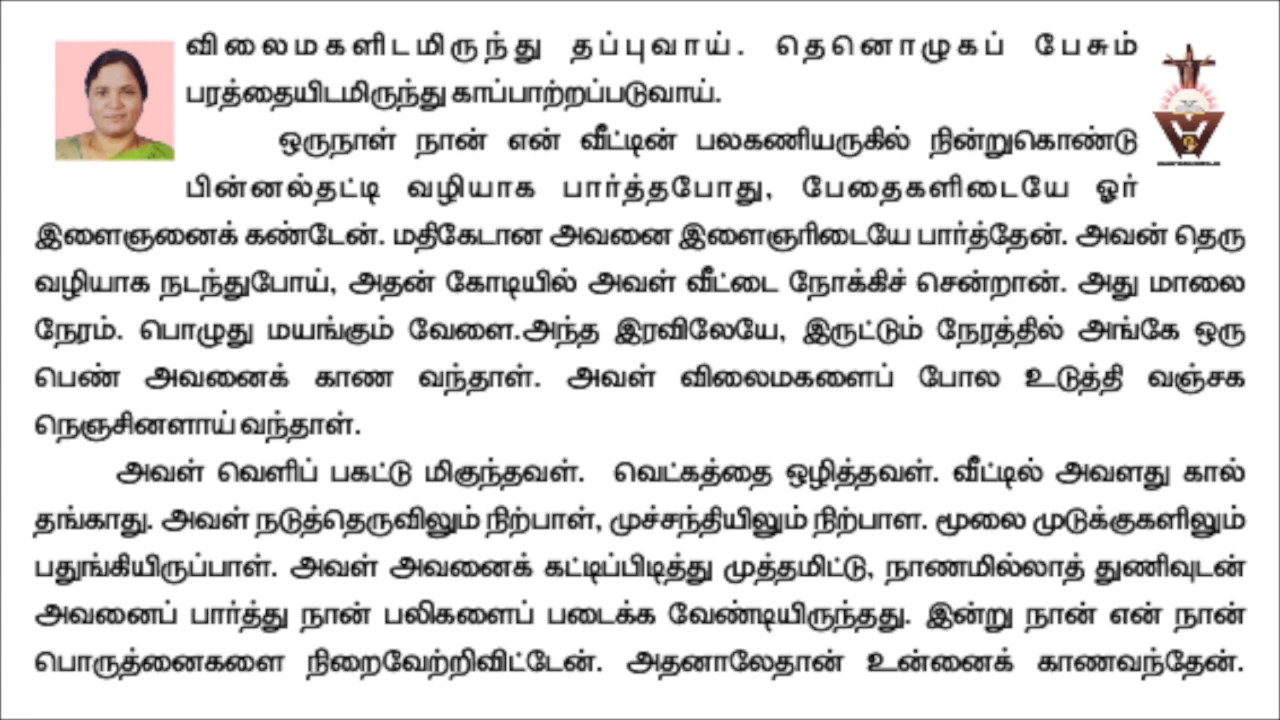 விலைமகளிடமிருந்து தப்புவாய். தெனொழுகப் பேசும்
பரத்தையிடமிருந்து காப்பாற்றப்படுவாய்.
ஒருநாள் நான் என் வீட்டின் பலகணியருகில் நின்றுகொண்டு
பின்னல்தட்டி வழியாக பார்த்தபோது, பேதைகளிடையே ஓர்
இளைஞனைக் கண்டேன். மதிகேடான அவனை இளைஞரிடையே பார்த்தேன். அவன் தெரு
வழியாக நடந்துபோய், அதன் கோடியில் அவள் வீட்டை நோக்கிச் சென்றான். அது மாலை
நேரம். பொழுது மயங்கும் வேளை.அந்த இரவிலேயே, இருட்டும் நேரத்தில் அங்கே ஒரு
பெண் அவனைக் காண வந்தாள். அவள் விலைமகளைப் போல உடுத்தி வஞ்சக
நெஞசினளாய் வந்தாள்.
அவள் வெளிப் பகட்டு மிகுந்தவள். வெட்கத்தை ஒழித்தவள். வீட்டில் அவளது கால்
தங்காது. அவள் நடுத்தெருவிலும் நிற்பாள், முச்சந்தியிலும் நிற்பாள. மூலை முடுக்குகளிலும்
பதுங்கியிருப்பாள். அவள் அவனைக் கட்டிப்பிடித்து முத்தமிட்டு, நாணமில்லாத் துணிவுடன்
அவனைப் பார்த்து நான் பலிகளைப் படைக்க வேண்டியிருந்தது. இன்று நான் என் நான்
பொருத்னைகளை நிறைவேற்றிவிட்டேன். அதனாலேதான் உன்னைக் காணவந்தேன்.